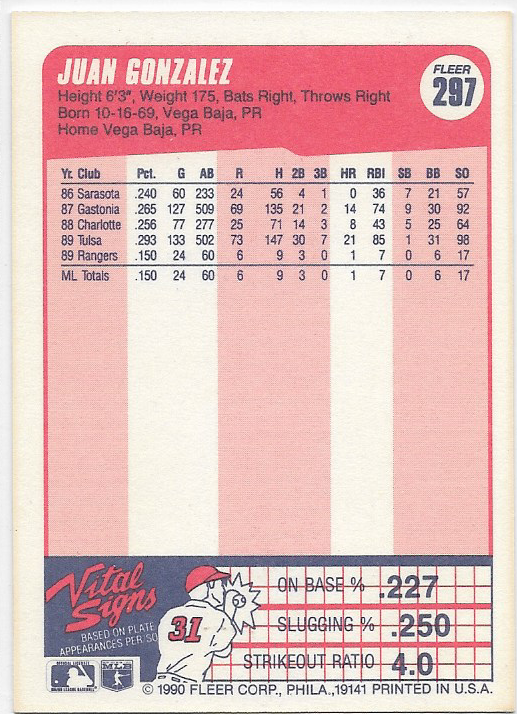 JUAN GONZALEZ
FLEER
297
Height 6'3", Weight 175, Bats Right, Throws Right
Born 10-16-69, Vega Baja, PR
Home Vega Baja, PR
Yr. Club Pct. G AB R H 2B 3B HR RBI SB BB SO
86 Sarasota .240 60 233 24 56 4 1 0 36 7 21 57
87 Gastonia .265 127 509 69 135 21 2 14 74 9 30 92
88 Charlotte .256 77 277 25 71 14 3 8 43 5 25 64
89 Tulsa .293 133 502 73 147 30 7 21 85 1 31 98
89 Rangers .150 24 60 6 9 3 0 1 7 0 6 17
ML Totals .150 24 60 6 9 3 0 1 7 0 6 17
Vital
Signs
BASED ON PLATE
APPEARANCES PER SO
31
ON BASE % .227
SLUGGING % .250
STRIKEOUT RATIO 4.0
© 1990 FLEER CORP., PHILA., 19141 PRINTED IN U.S.A.